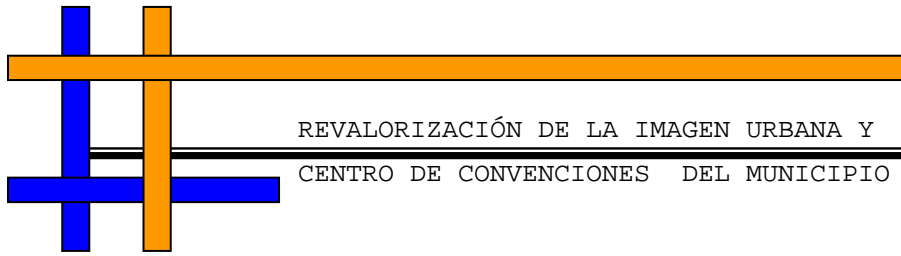 REVALORIZACIÓN DE LA IMAGEN URBANA Y
CENTRO DE CONVENCIONES DEL MUNICIPIO